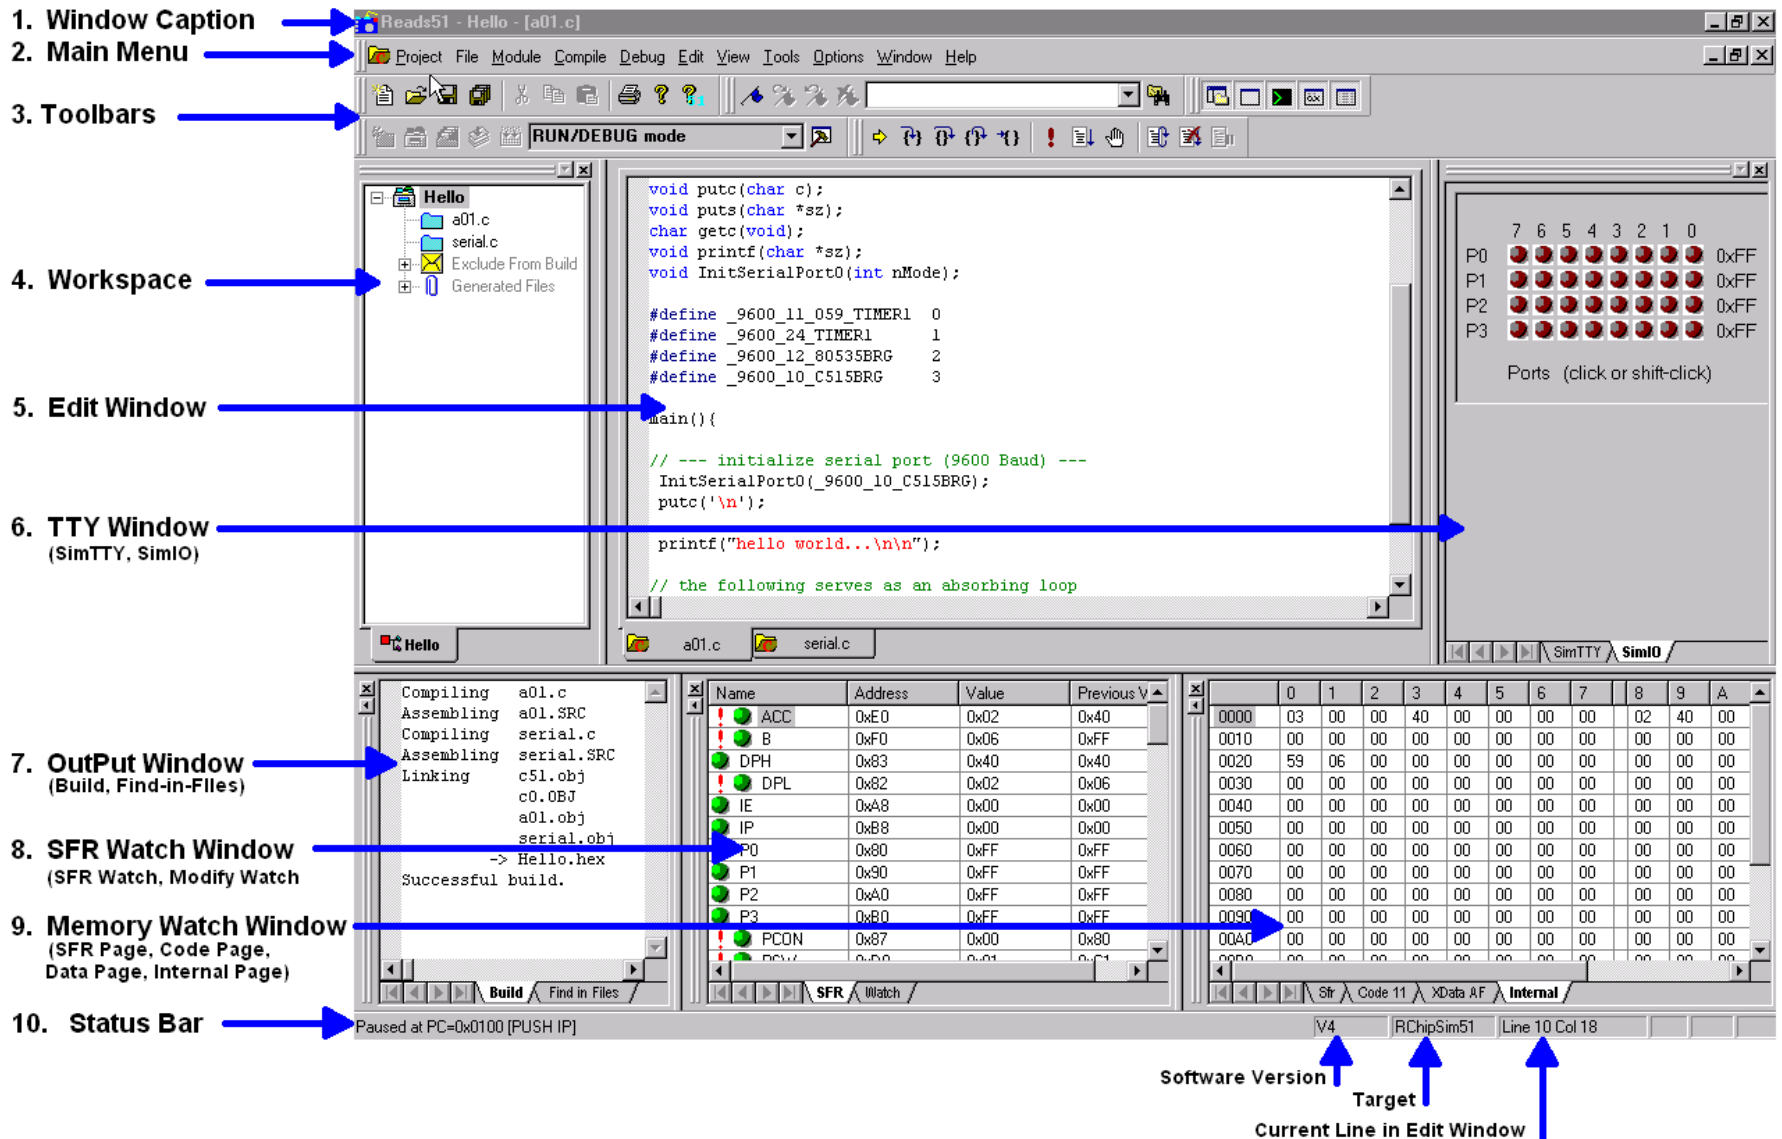 1. Window Caption
2. Main Menu
3. Toolbars
4. Workspace
5. Edit Window
6. TTY Window
(SimTTY, SimIO)
7. OutPut Window
(Build, Find-in-FIles)
8. SFR Watch Window
(SFR Watch, Modify Watch
9. Memory Watch Window
(SFR Page, Code Page,
Data Page, Internal Page)
10. Status Bar
Reads51 - Hello - [a01.c]
Project File Module Compile Debug Edit View Tools Options Window Help
RUN/DEBUG mode
Hello
a01.c
serial.c
Exclude From Build
Generated Files
Hello
void putc(char c);
void puts(char *sz);
char getc(void);
void printf(char *sz);
void InitSerialPort0(int nMode);
#define _9600_11_059_TIMER1 0
#define _9600_24_TIMER1 1
#define _9600_12_80535BRG 2
#define _9600_10_C515BRG 3
main(){
// --- initialize serial port (9600 Baud) ---
InitSerialPort0(_9600_10_C515BRG);
putc('\n');
printf("hello world...\n\n");
// the following serves as an absorbing loop
a01.c serial.c
7 6 5 4 3 2 1 0
P0 0xFF
P1 0xFF
P2 0xFF
P3 0xFF
Ports (click or shift-click)
SimTTY SimIO
Compiling a01.c
Assembling a01.SRC
Compiling serial.c
Assembling serial.SRC
Linking c51.obj
c0.OBJ
a01.obj
serial.obj
-> Hello.hex
Successful build.
Build Find in Files
Name Address Value Previous V
ACC 0xE0 0x02 0x40
B 0xF0 0x06 0xFF
DPH 0x83 0x40 0x40
DPL 0x82 0x02 0x06
IE 0xA8 0x00 0x00
IP 0xB8 0x00 0x00
P0 0x80 0xFF 0xFF
P1 0x90 0xFF 0xFF
P2 0xA0 0xFF 0xFF
P3 0xB0 0xFF 0xFF
PCON 0x87 0x00 0x80
SFR Watch
0 1 2 3 4 5 6 7 8 9 A
0000 03 00 00 40 00 00 00 00 02 40 00
0010 00 00 00 00 00 00 00 00 00 00 00
0020 59 06 00 00 00 00 00 00 00 00 00
0030 00 00 00 00 00 00 00 00 00 00 00
0040 00 00 00 00 00 00 00 00 00 00 00
0050 00 00 00 00 00 00 00 00 00 00 00
0060 00 00 00 00 00 00 00 00 00 00 00
0070 00 00 00 00 00 00 00 00 00 00 00
0080 00 00 00 00 00 00 00 00 00 00 00
0090 00 00 00 00 00 00 00 00 00 00 00
00A0 00 00 00 00 00 00 00 00 00 00 00
Sfr Code 11 XData AF Internal
Paused at PC=0x0100 [PUSH IP] V4 RChipSim51 Line 10 Col 18
Software Version
Target
Current Line in Edit Window